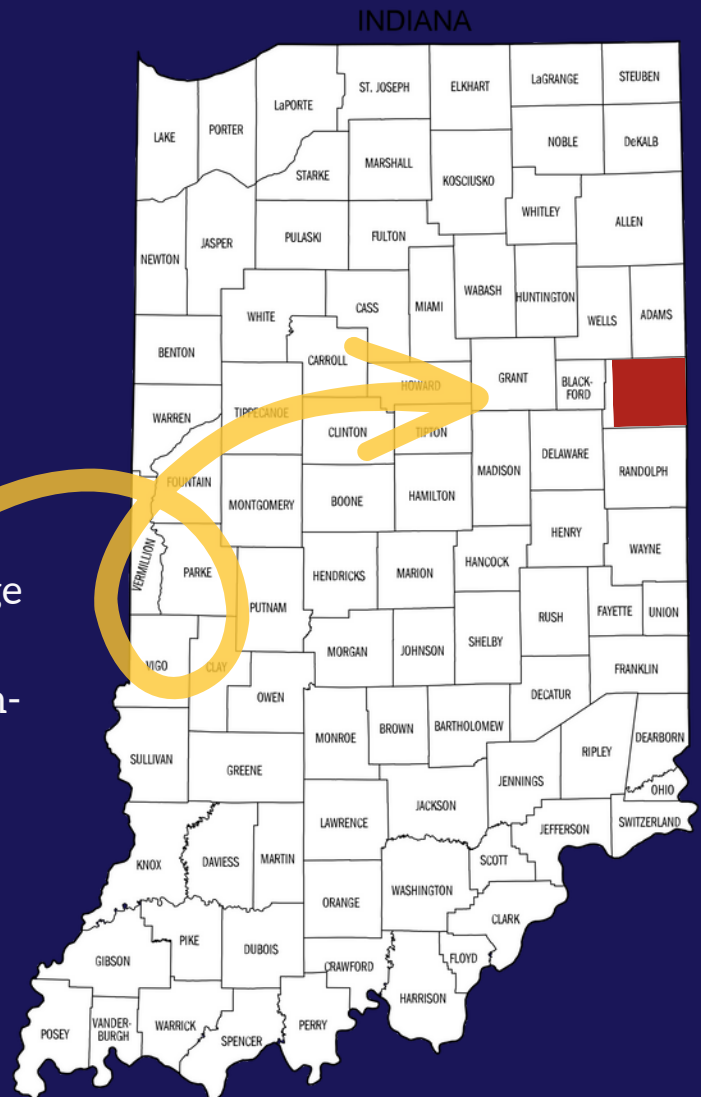 INDIANA
LAKE
PORTER
LaPORTE
ST. JOSEPH
ELKHART
LaGRANGE
STEUBEN
NOBLE
DeKALB
STARKE
MARSHALL
KOSCIUSKO
WHITLEY
ALLEN
NEWTON
JASPER
PULASKI
FULTON
WHITE
CASS
MIAMI
WABASH
HUNTINGTON
WELLS
ADAMS
BENTON
CARROLL
HOWARD
GRANT
BLACK-
FORD
WARREN
TIPPECANOE
CLINTON
TIPTON
MADISON
DELAWARE
RANDOLPH
FOUNTAIN
MONTGOMERY
BOONE
HAMILTON
HENRY
WAYNE
VERMILLION
PARKE
PUTNAM
HENDRICKS
MARION
HANCOCK
RUSH
FAYETTE
UNION
ge
VIGO
CLAY
OWEN
MORGAN
JOHNSON
SHELBY
DECATUR
FRANKLIN
n-
SULLIVAN
GREENE
MONROE
BROWN
BARTHOLOMEW
JENNINGS
RIPLEY
DEARBORN
OHIO
SWITZERLAND
KNOX
DAVIESS
MARTIN
LAWRENCE
JACKSON
JEFFERSON
SCOTT
ORANGE
WASHINGTON
CLARK
GIBSON
PIKE
DUBOIS
CRAWFORD
FLOYD
HARRISON
POSEY
VANDER-
BURGH
WARRICK
SPENCER
PERRY